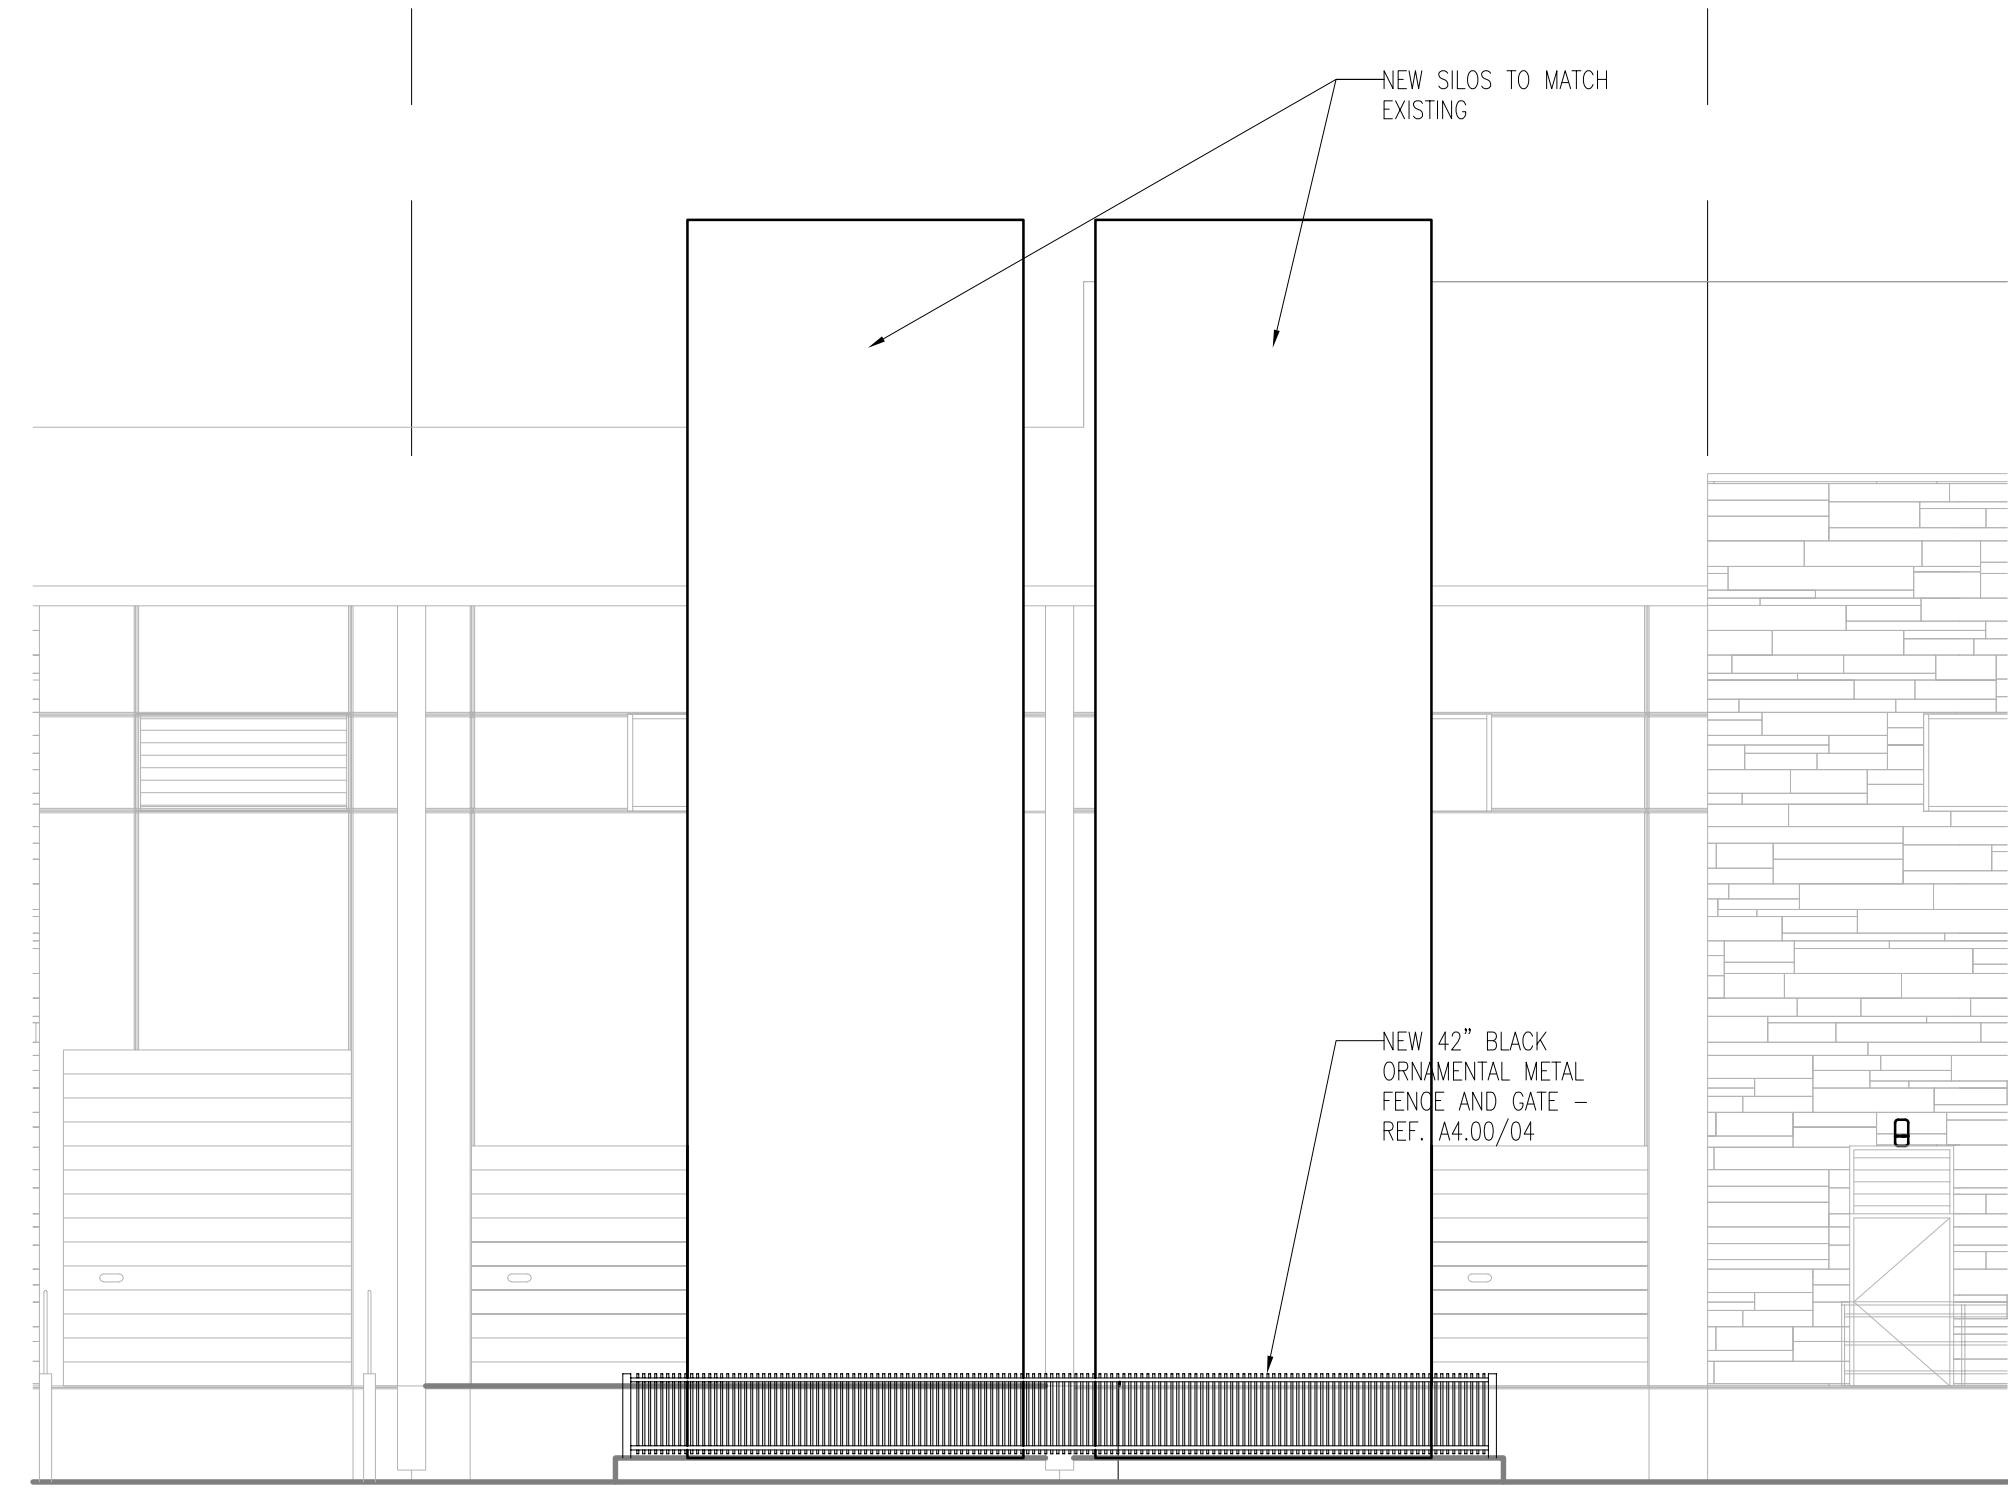 NEW SILOS TO MATCH
EXISTING
NEW 42" BLACK
ORNAMENTAL METAL
FENCE AND GATE –
REF. A4.00/04